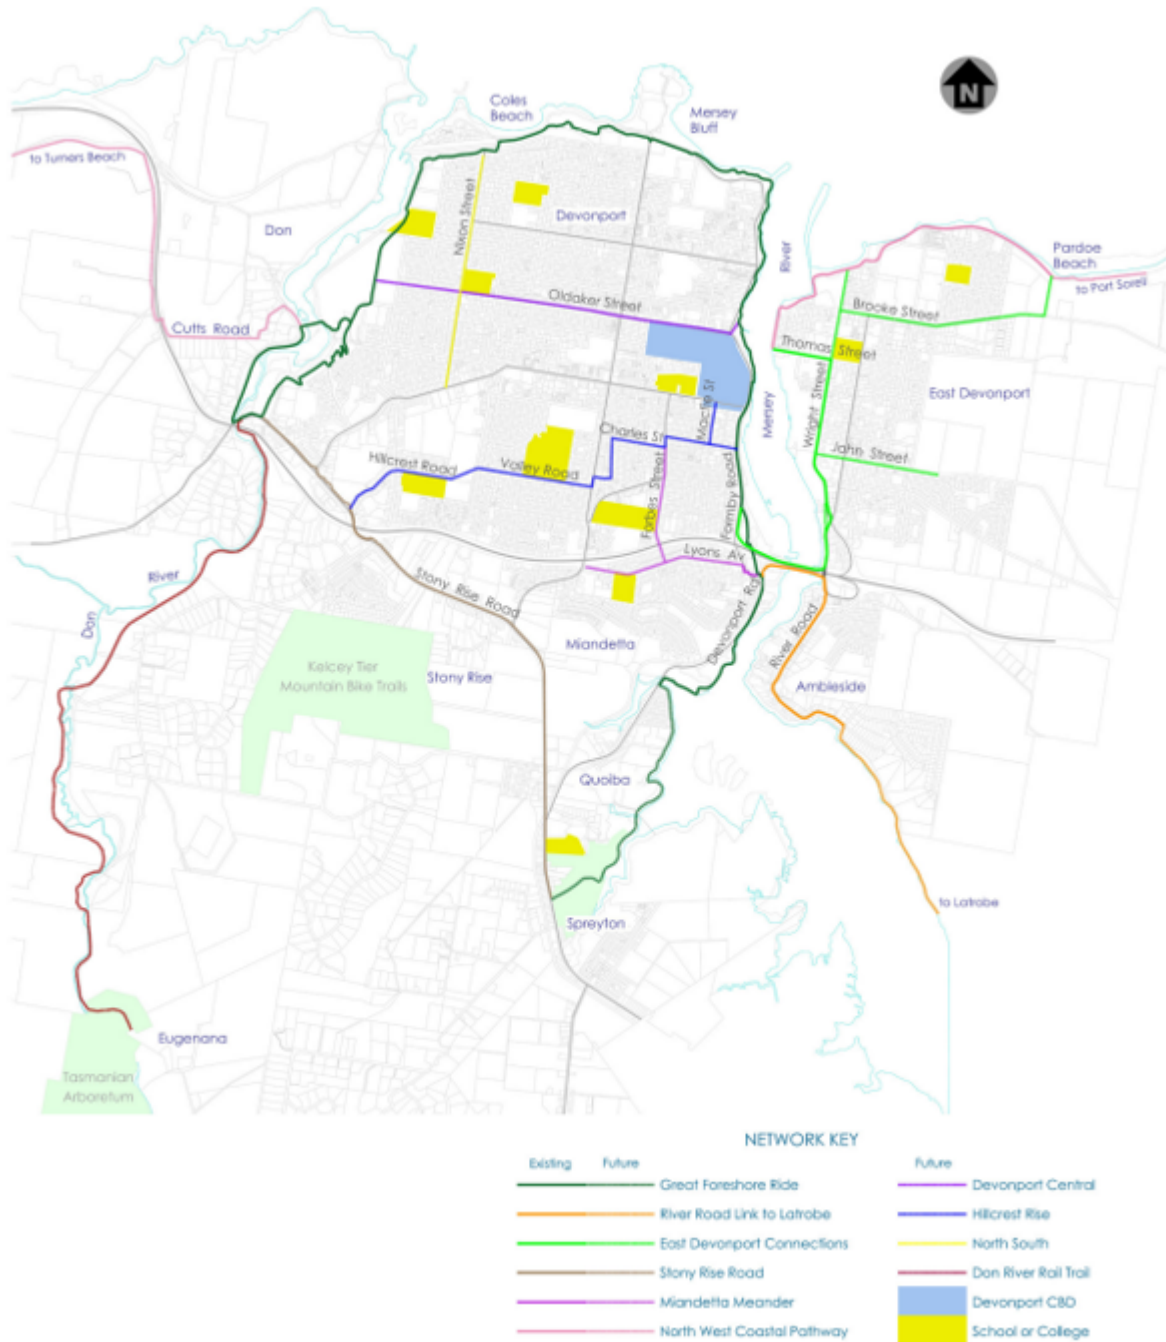 N
Coles
Beach
Mersey
Bluff
to Turners Beach
Nixon Street
Devonport
Don
River
Pardoe
Beach
to Port Sorell
Oldaker Street
Brooke Street
Cutts Road
Thomas Street
Wright Street
East Devonport
Mersey
Macfie St
Charles St
Jahn Street
Hillcrest Road
Valley Road
Forbes Street
Formby Road
Lyons Av
River
Don
Stony Rise Road
Devonport Rd
River Road
Miandetta
Kelcey Tier
Mountain Bike Trails
Stony Rise
Ambleside
Quoiba
to Latrobe
Spreyton
Eugenana
Tasmanian
Arboretum
NETWORK KEY
Existing Future Future
Great Foreshore Ride Devonport Central
River Road Link to Latrobe Hillcrest Rise
East Devonport Connections North South
Stony Rise Road Don River Rail Trail
Miandetta Meander Devonport CBD
North West Coastal Pathway School or College